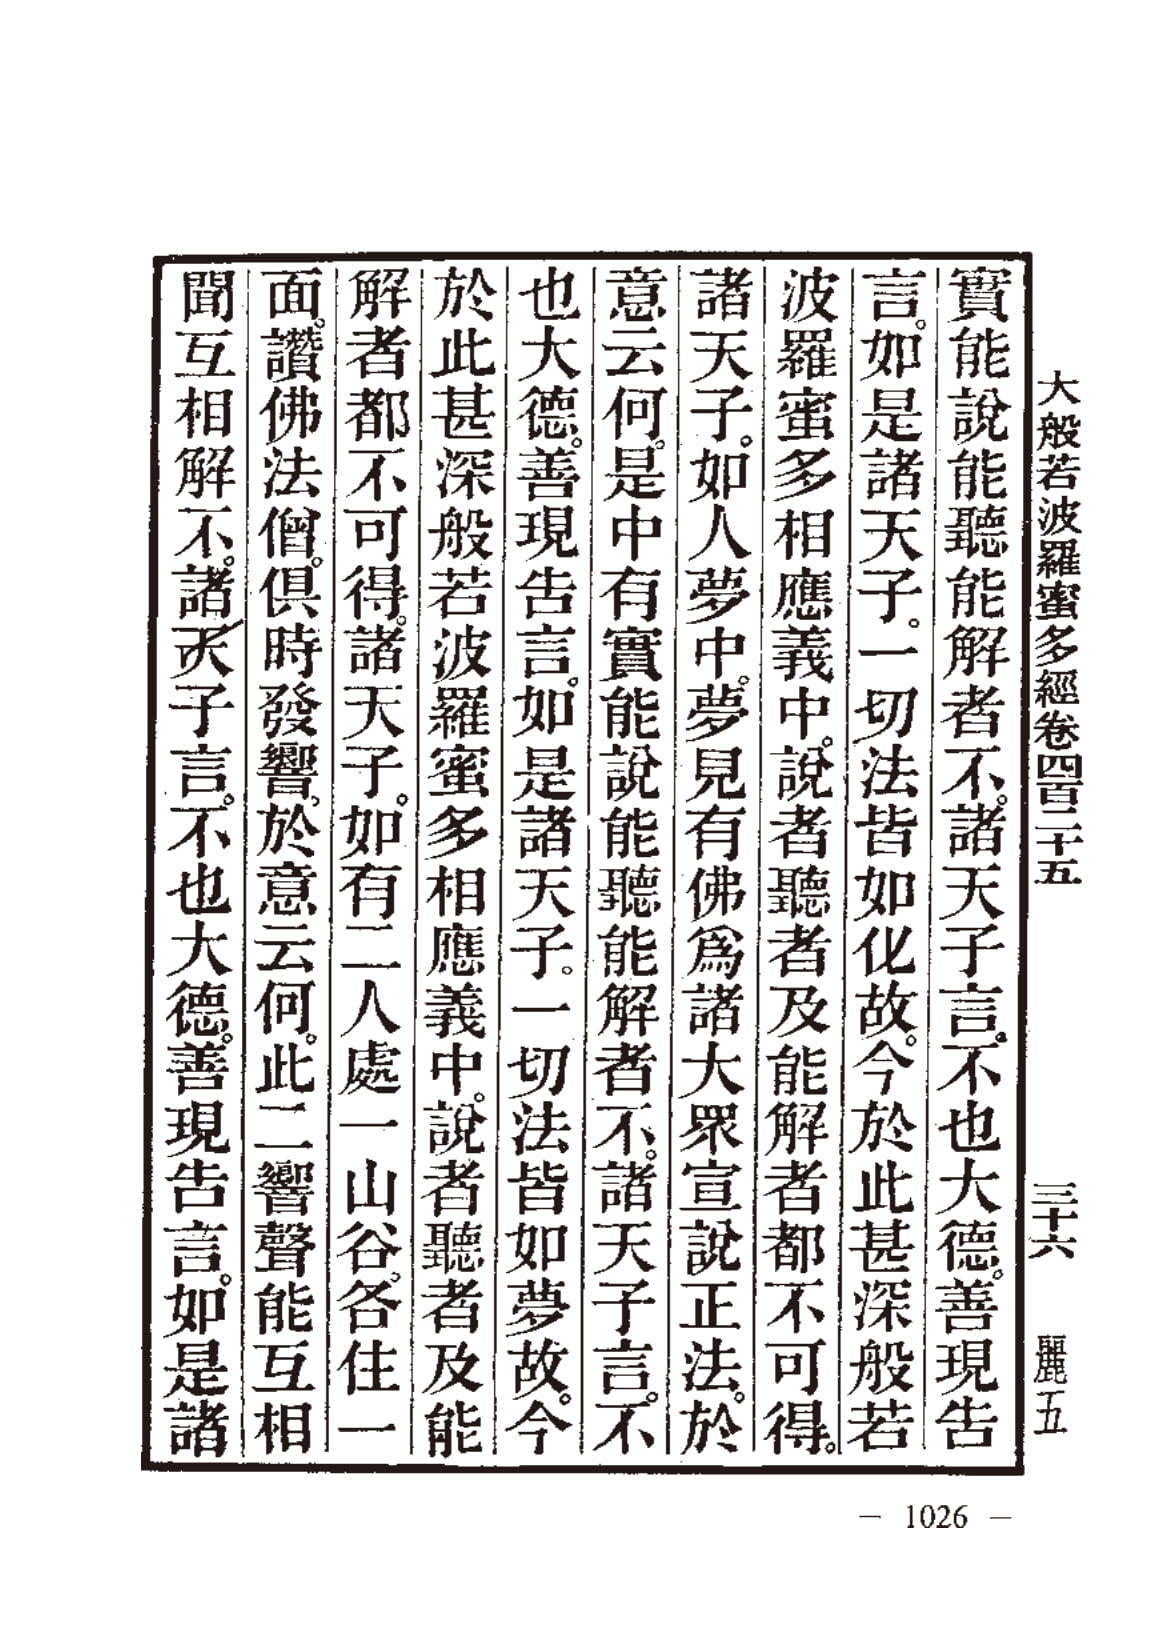 大般若波羅蜜多經卷四百二十五　三十六　麗五
實能說能聽能解者不。諸天子言。不也大德。善現告
言。如是諸天子。一切法皆如化故。今於此甚深般若
波羅蜜多相應義中。說者聽者及能解者都不可得。
諸天子。如人夢中。夢見有佛爲諸大眾宣說正法。於
意云何。是中有實能說能聽能解者不。諸天子言。不
也大德。善現告言。如是諸天子。一切法皆如夢故。今
於此甚深般若波羅蜜多相應義中。說者聽者及能
解者都不可得。諸天子。如有二人處一山谷。各住一
面。讚佛法僧。俱時發響。於意云何。此二響聲能互相
聞互相解不。諸天子言。不也大德。善現告言。如是諸
— 1026 —